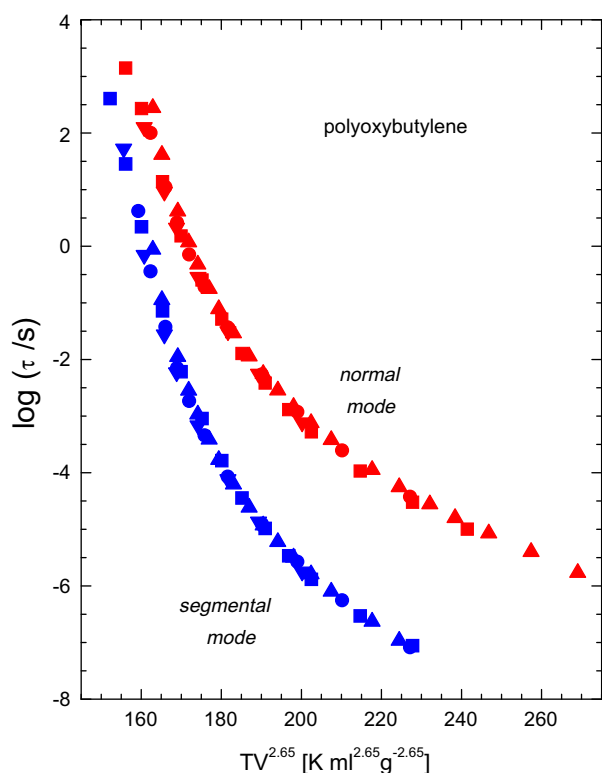 4
2
0
-2
-4
-6
-8
log (τ /s)
polyoxybutylene
normal
mode
segmental
mode
160 180 200 220 240 260
TV^2.65 [K ml^2.65 g^-2.65]